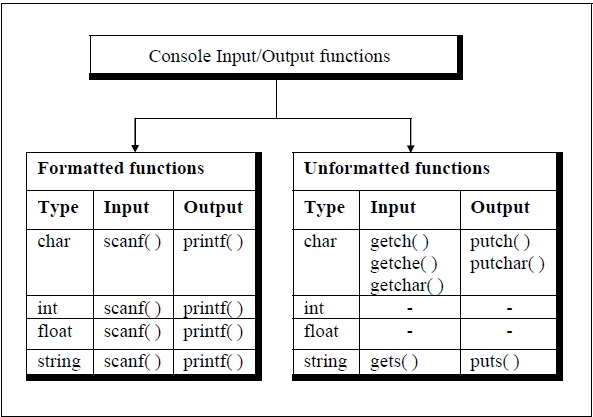 Console Input/Output functions
Formatted functions
Type Input Output
char scanf( ) printf( )
int scanf( ) printf( )
float scanf( ) printf( )
string scanf( ) printf( )
Unformatted functions
Type Input Output
char getch( ) putch( )
getche( ) putchar( )
getchar( )
int - -
float - -
string gets( ) puts( )